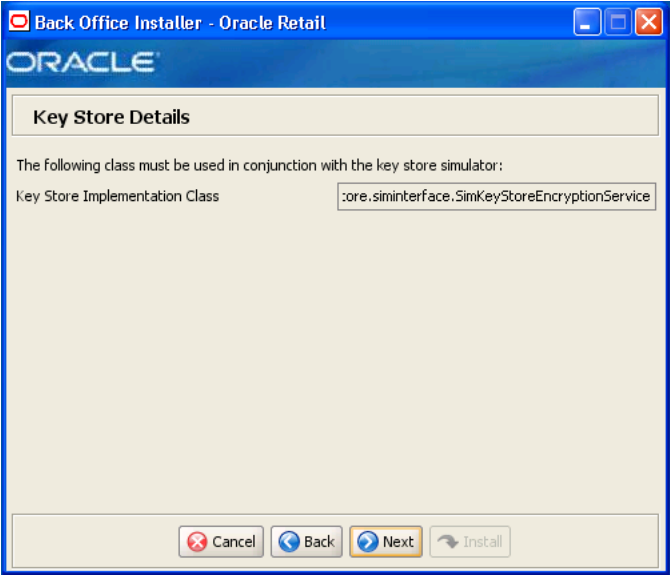 Back Office Installer - Oracle Retail
ORACLE
Key Store Details
The following class must be used in conjunction with the key store simulator:
Key Store Implementation Class :ore.siminterface.SimKeyStoreEncryptionService
Cancel Back Next Install